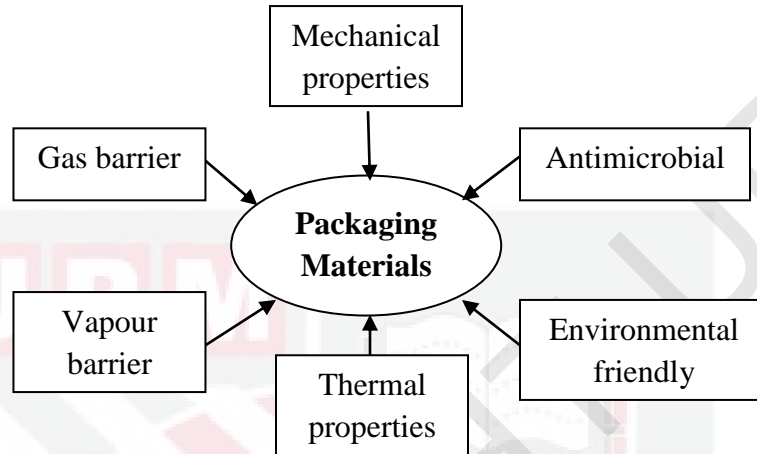 Mechanical
properties
Gas barrier
Antimicrobial
Packaging
Materials
Vapour
barrier
Environmental
friendly
Thermal
properties